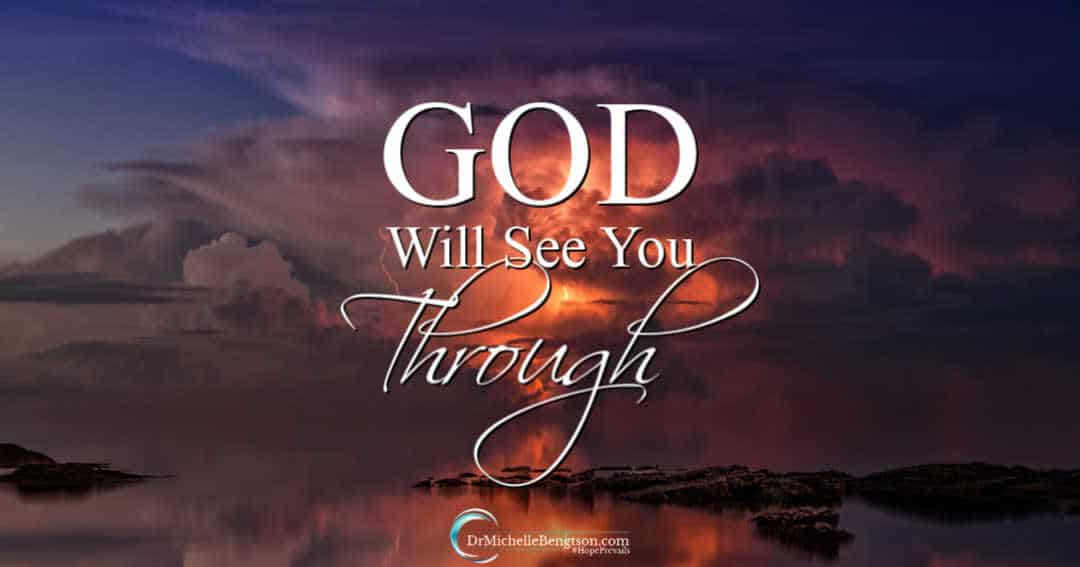 GOD
Will See You
Through
DrMichelleBengtson.com
#HopePrevails